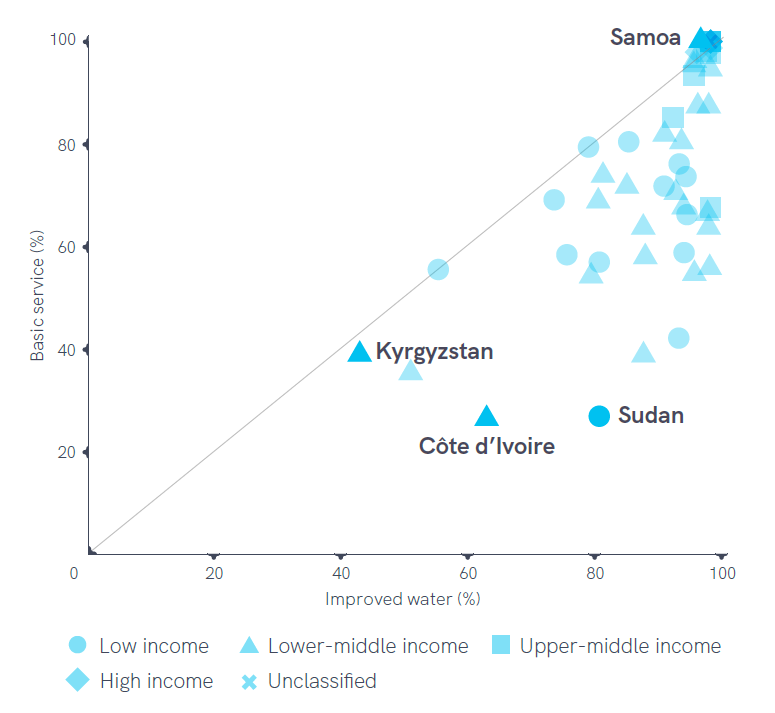 100
Samoa
80
60
Basic service (%)
40
Kyrgyzstan
Sudan
20
Côte d'Ivoire
0 20 40 60 80 100
Improved water (%)
Low income Lower-middle income Upper-middle income
High income Unclassified